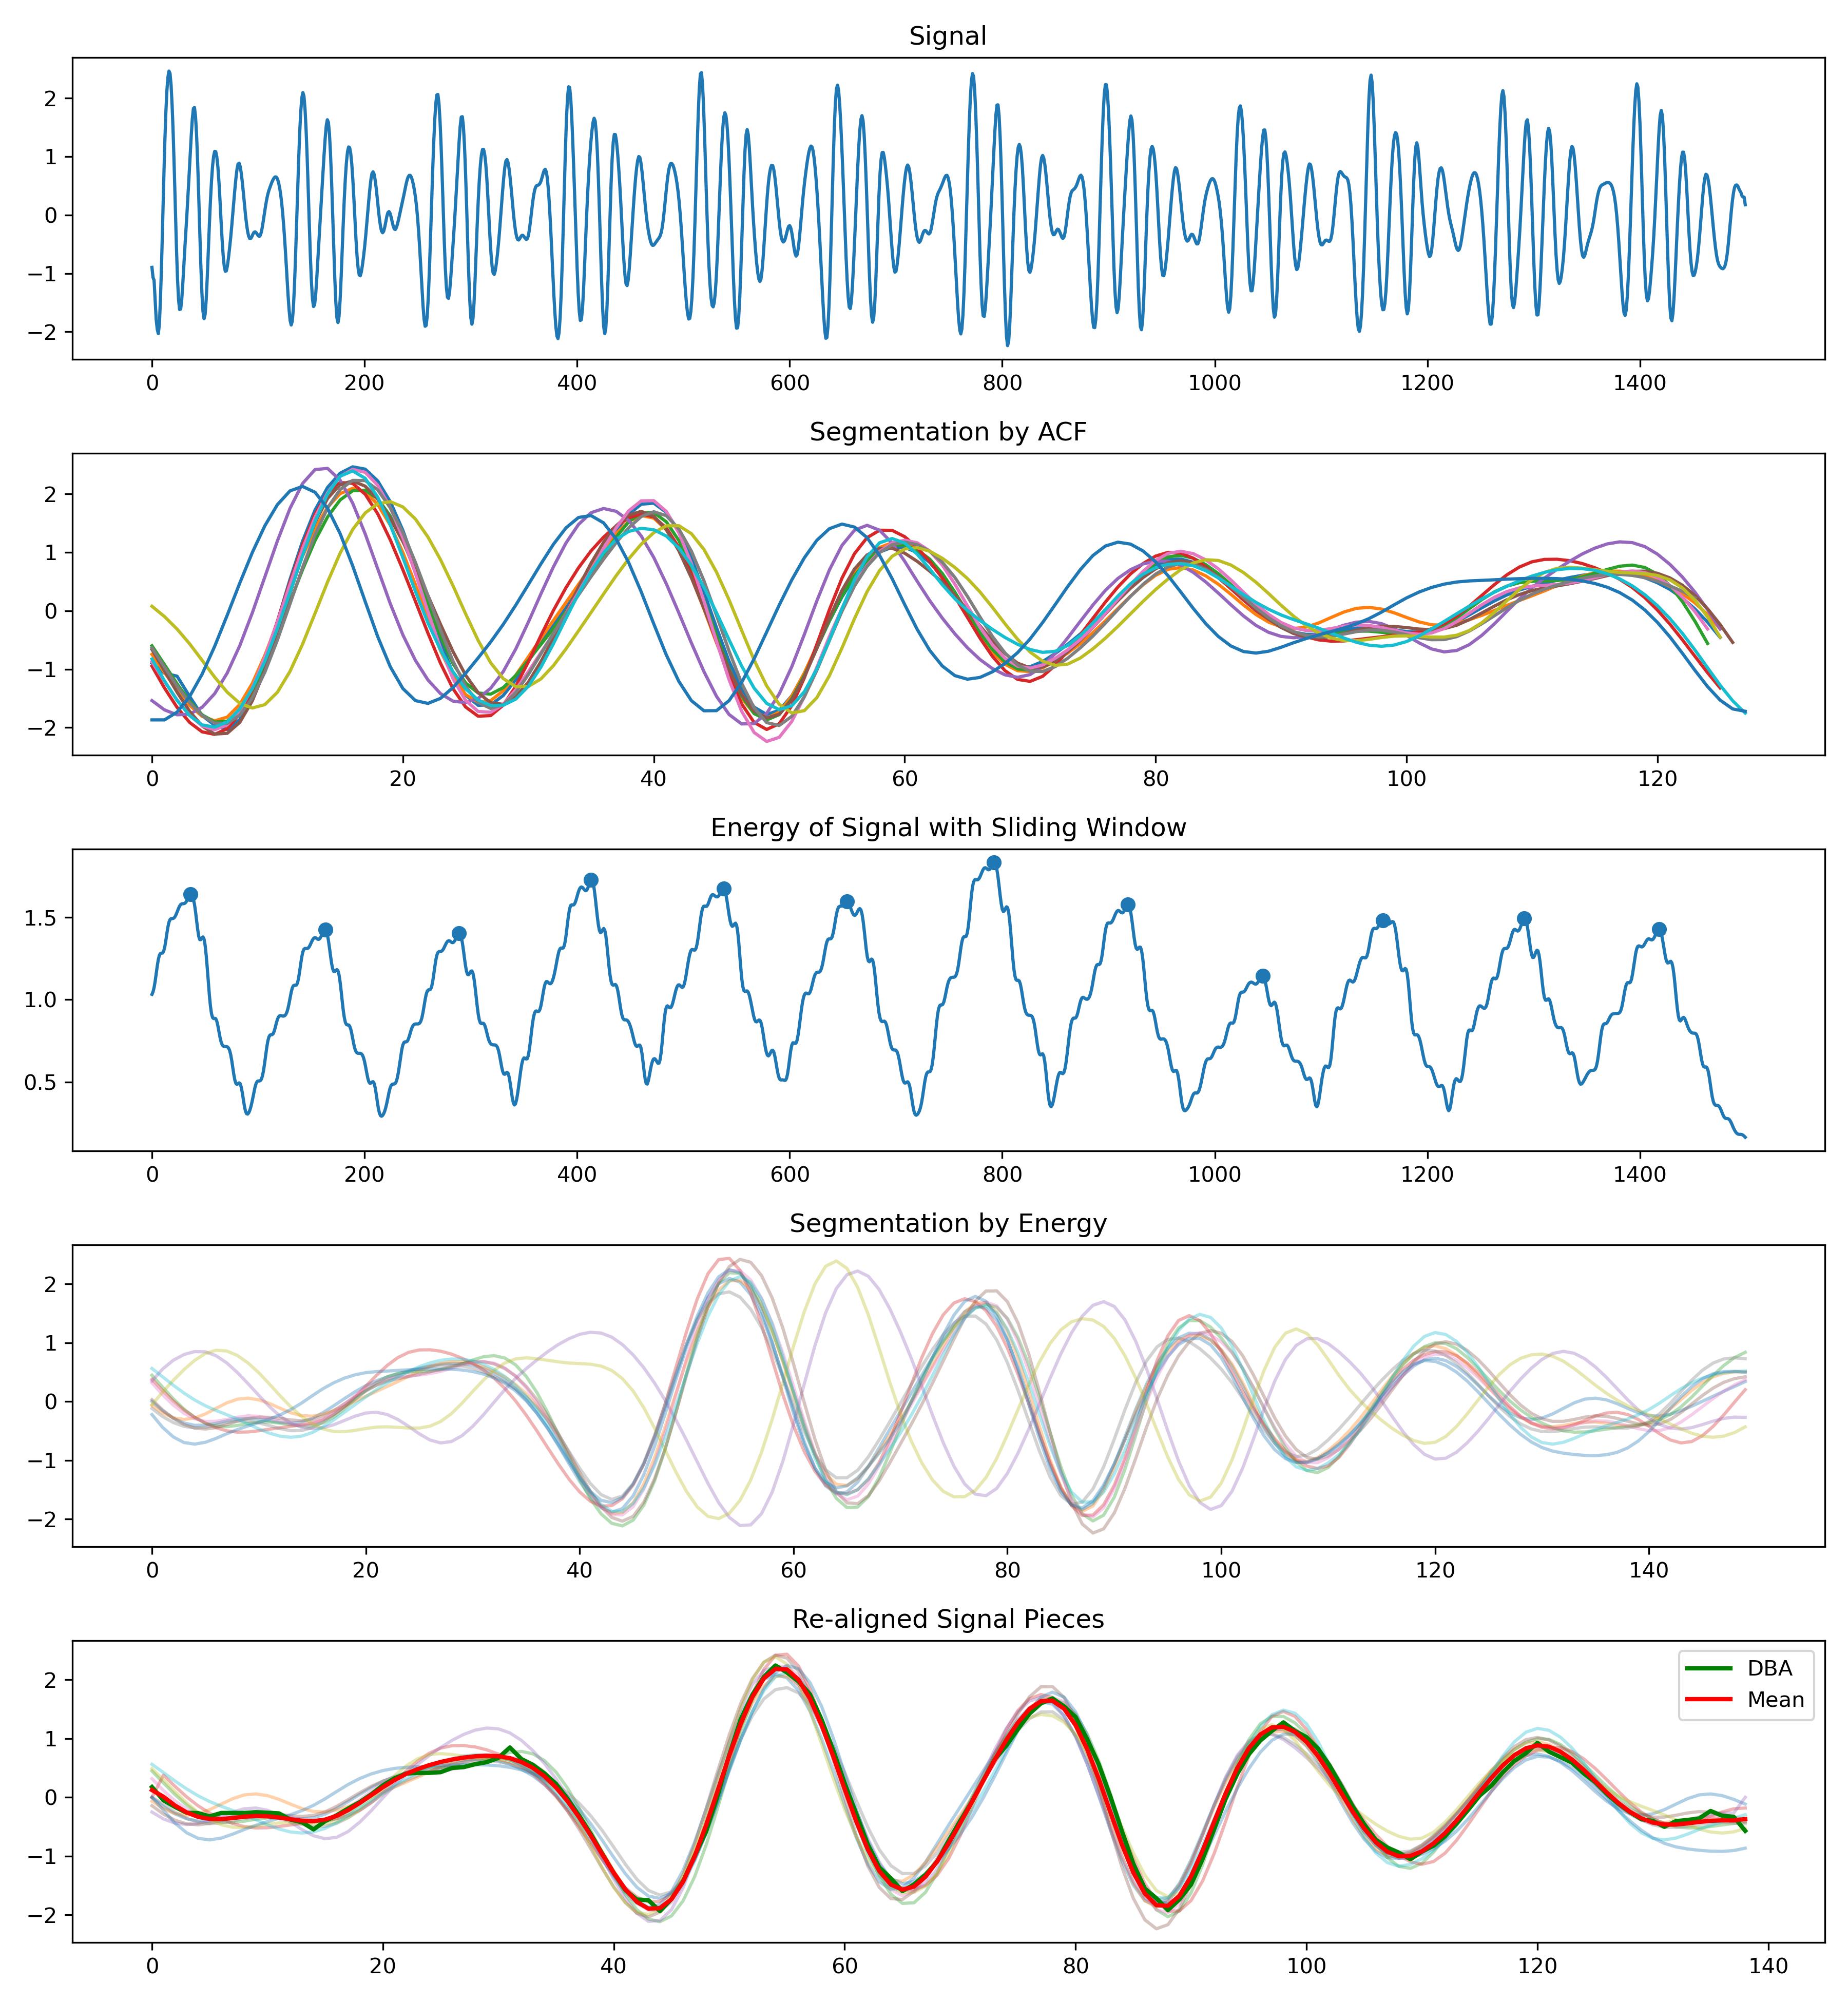 Signal
2
1
0
−1
−2
0 200 400 600 800 1000 1200 1400
Segmentation by ACF
2
1
0
−1
−2
0 20 40 60 80 100 120
Energy of Signal with Sliding Window
1.5
1.0
0.5
0 200 400 600 800 1000 1200 1400
Segmentation by Energy
2
1
0
−1
−2
0 20 40 60 80 100 120 140
Re-aligned Signal Pieces
DBA
Mean
2
1
0
−1
−2
0 20 40 60 80 100 120 140